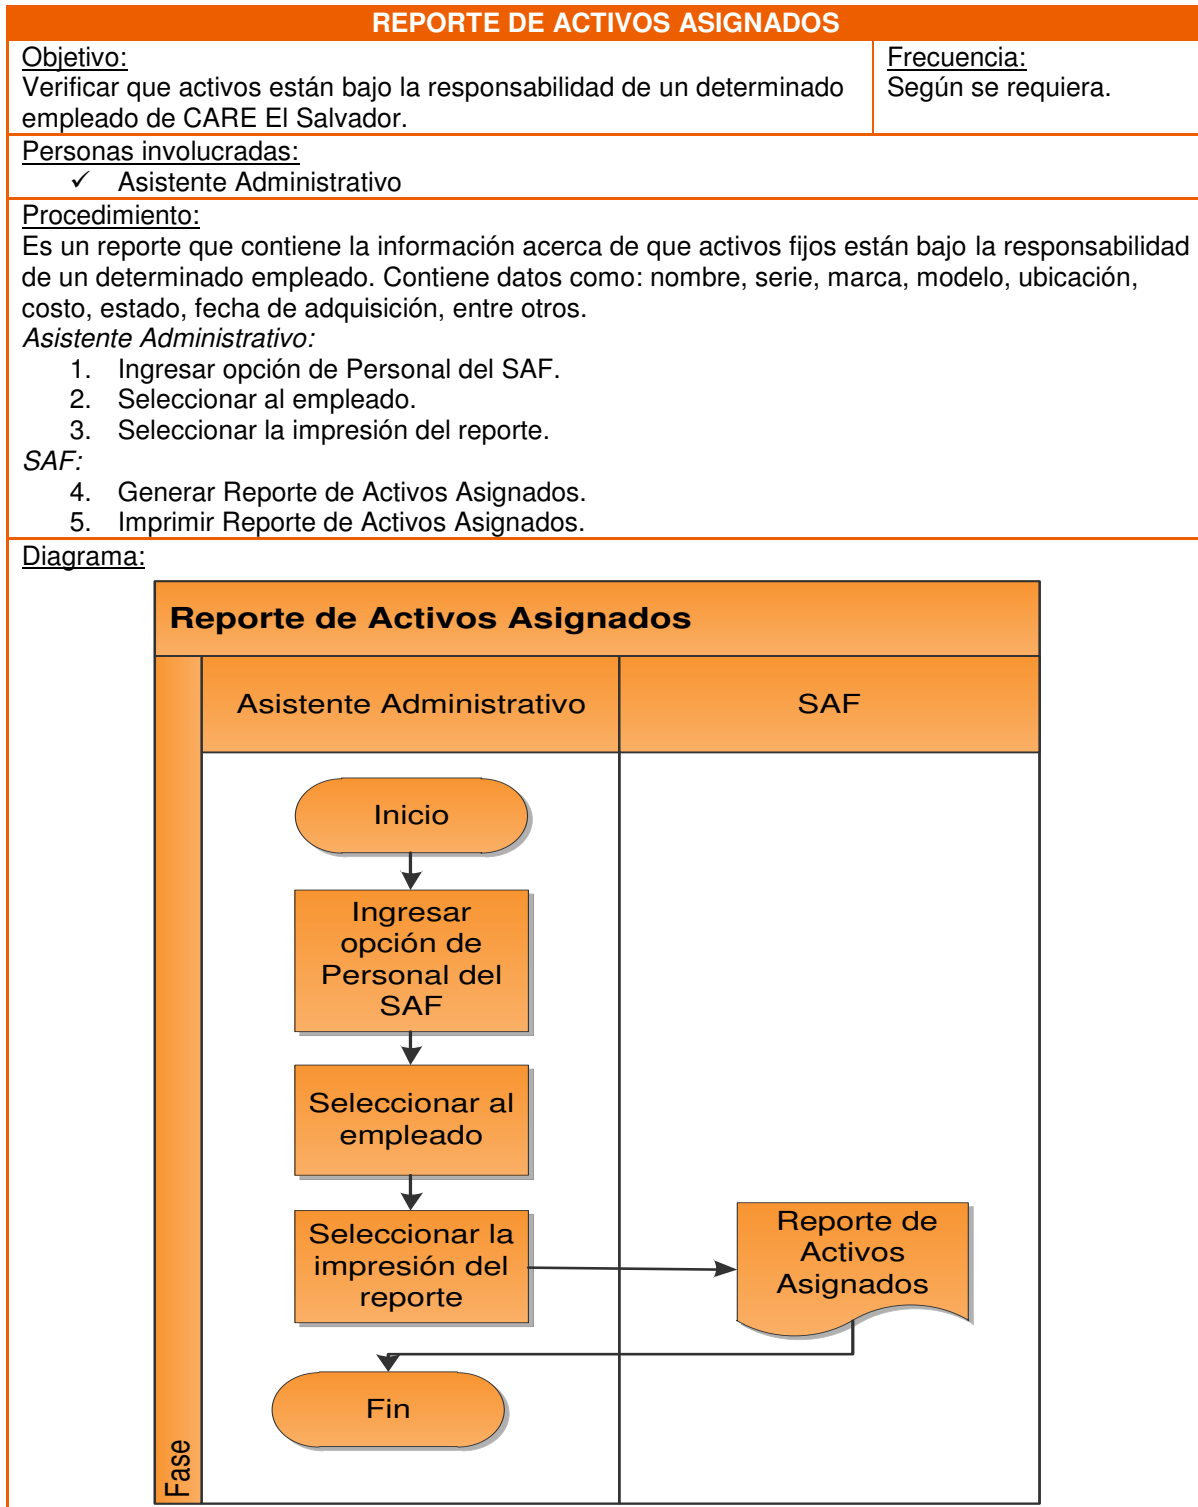 REPORTE DE ACTIVOS ASIGNADOS
Objetivo:
Verificar que activos están bajo la responsabilidad de un determinado
empleado de CARE El Salvador.
Frecuencia:
Según se requiera.
Personas involucradas:
✓ Asistente Administrativo
Procedimiento:
Es un reporte que contiene la información acerca de que activos fijos están bajo la responsabilidad
de un determinado empleado. Contiene datos como: nombre, serie, marca, modelo, ubicación,
costo, estado, fecha de adquisición, entre otros.
Asistente Administrativo:
1. Ingresar opción de Personal del SAF.
2. Seleccionar al empleado.
3. Seleccionar la impresión del reporte.
SAF:
4. Generar Reporte de Activos Asignados.
5. Imprimir Reporte de Activos Asignados.
Diagrama:
Reporte de Activos Asignados
Asistente Administrativo
SAF
Inicio
Ingresar
opción de
Personal del
SAF
Seleccionar al
empleado
Seleccionar la
impresión del
reporte
Reporte de
Activos
Asignados
Fin
Fase